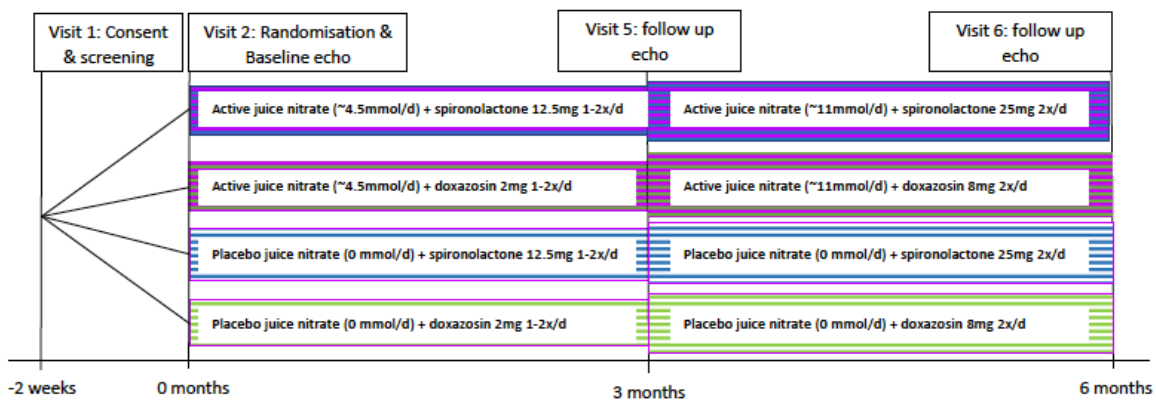 Visit 1: Consent
& screening
Visit 2: Randomisation &
Baseline echo
Visit 5: follow up
echo
Visit 6: follow up
echo
Active juice nitrate (~4.5mmol/d) + spironolactone 12.5mg 1-2x/d
Active juice nitrate (~11mmol/d) + spironolactone 25mg 2x/d
Active juice nitrate (~4.5mmol/d) + doxazosin 2mg 1-2x/d
Active juice nitrate (~11mmol/d) + doxazosin 8mg 2x/d
Placebo juice nitrate (0 mmol/d) + spironolactone 12.5mg 1-2x/d
Placebo juice nitrate (0 mmol/d) + spironolactone 25mg 2x/d
Placebo juice nitrate (0 mmol/d) + doxazosin 2mg 1-2x/d
Placebo juice nitrate (0 mmol/d) + doxazosin 8mg 2x/d
-2 weeks
0 months
3 months
6 months